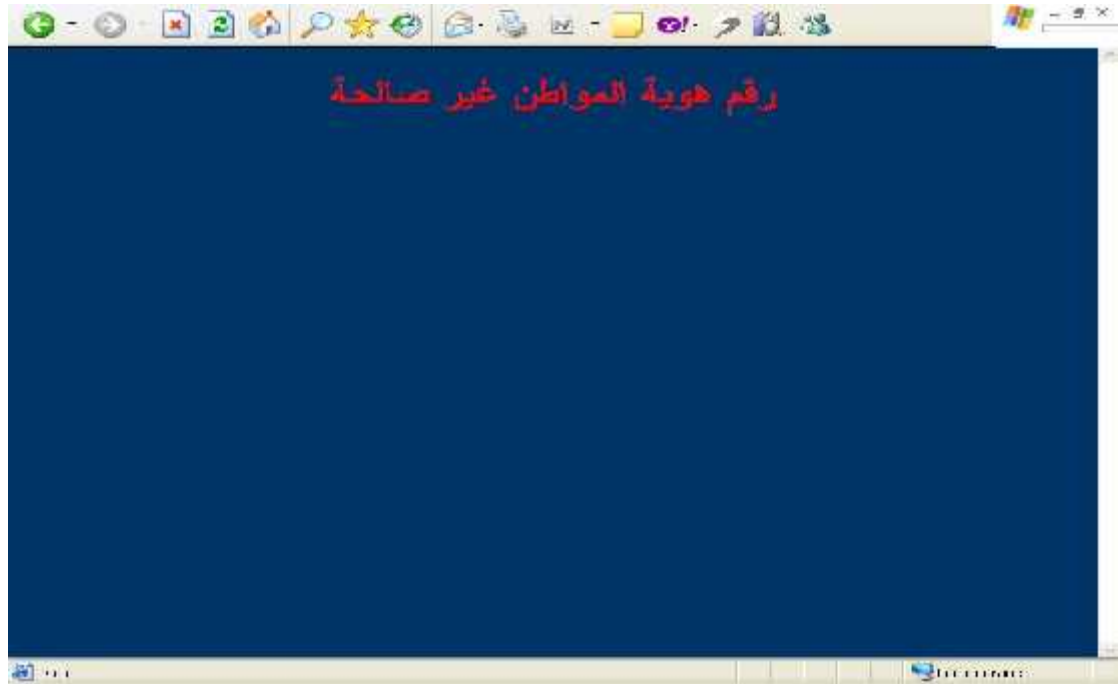 رقم هوية المواطن غير صالحة